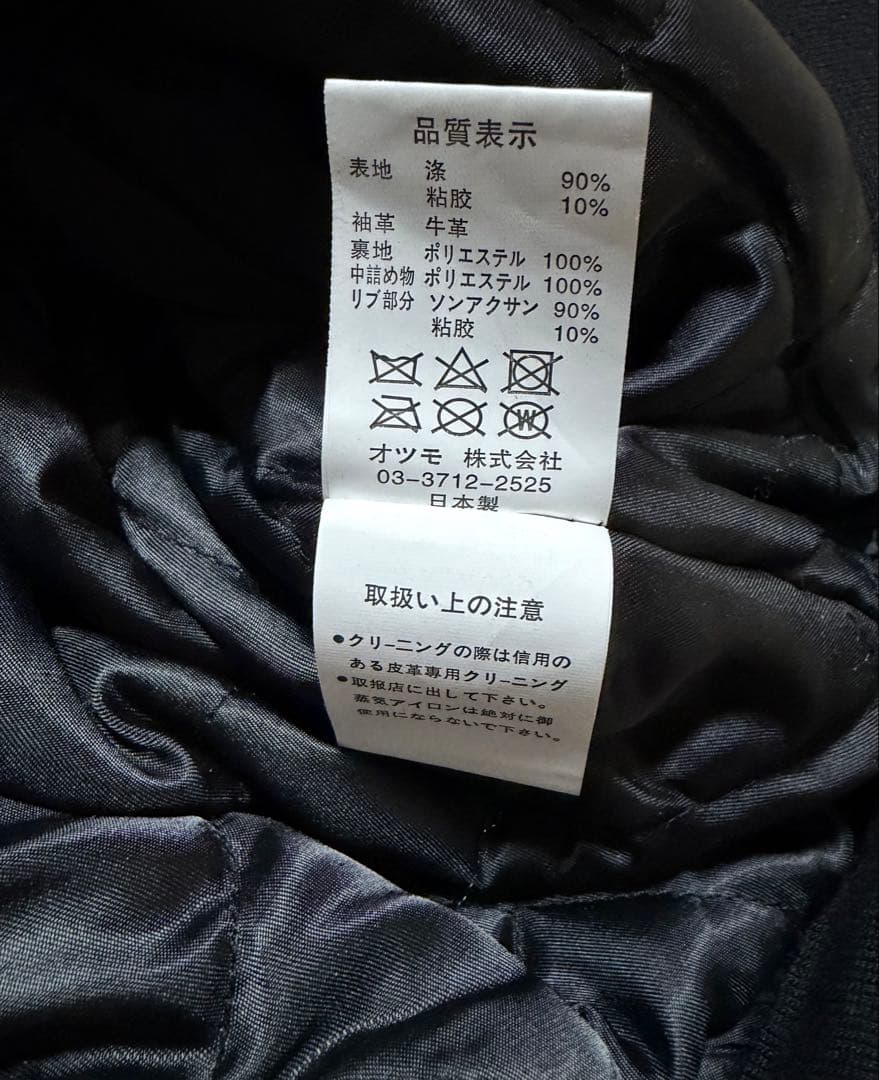 品質表示
表地 涤 90%
粘胶 10%
袖革 牛革
裏地 ポリエステル 100%
中詰め物 ポリエステル 100%
リブ部分 ソンアクサン 90%
粘胶 10%
W
オツモ 株式会社
03-3712-2525
日本製
取扱い上の注意
●クリーニングの際は信用の
ある皮革専用クリーニング
●取报店に出して下さい。
蒸気アイロンは絶対に御
使用にならないで下さい。